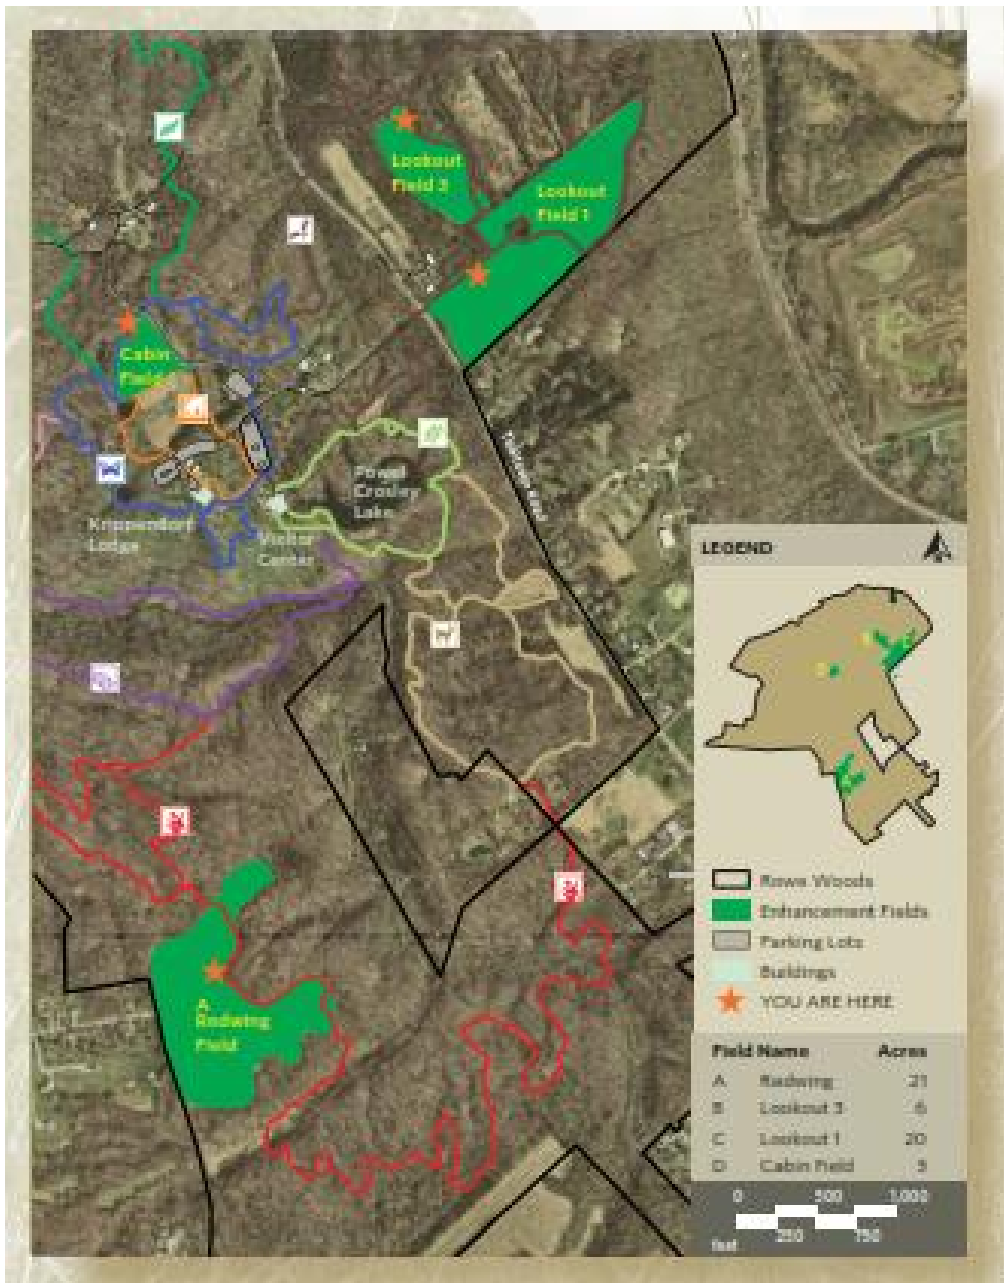 Lookout
Field 3
Lookout
Field 1
Cabin
Field
Powel
Crosley
Lake
Krippendorf
Lodge
Visitor
Center
Road
LEGEND
Rowe Woods
Enhancement Fields
Parking Lots
Buildings
YOU ARE HERE
A
Redwing
Field
Field Name Acres
A Redwing 21
B Lookout 3 6
C Lookout 1 20
D Cabin Field 3
0 500 1,000
250 750
feet